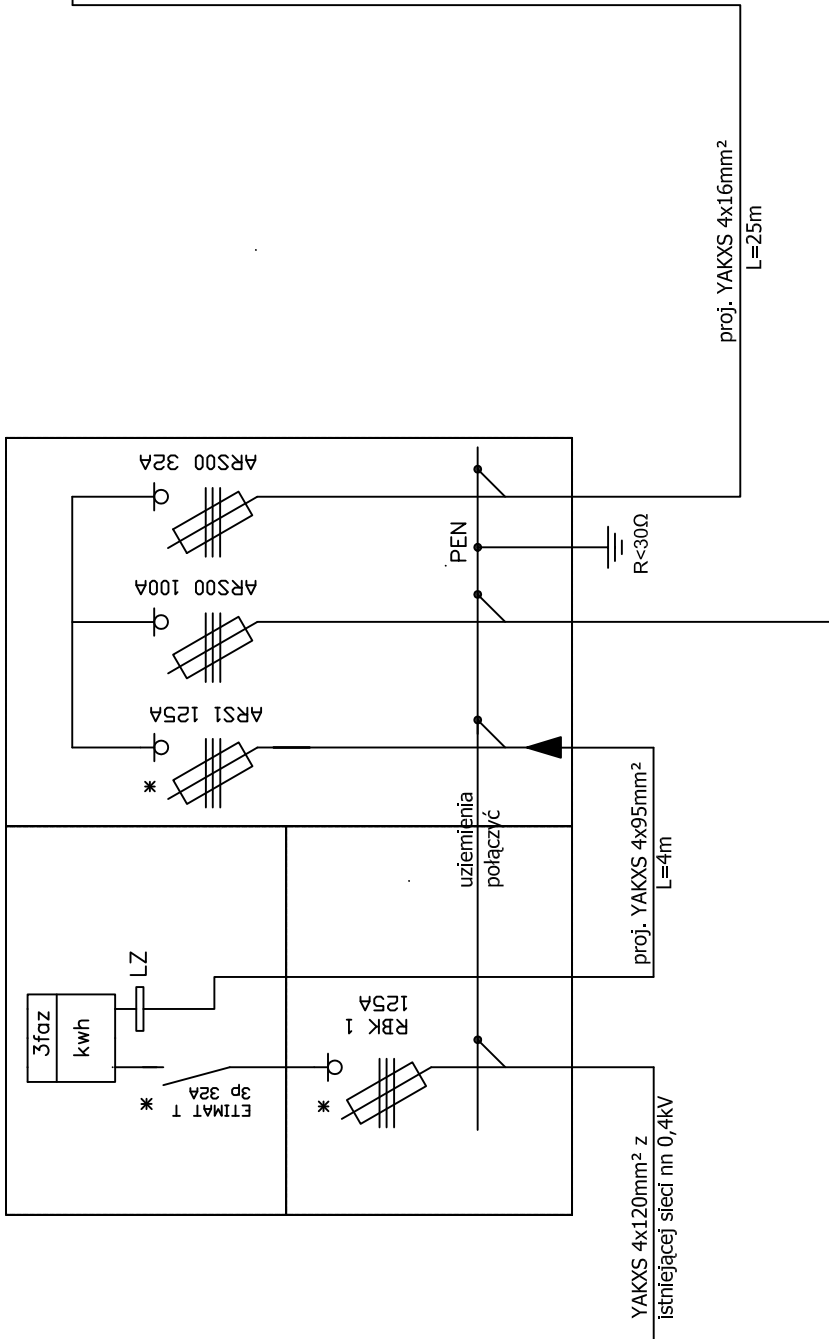 proj. YAKXS 4x16mm²
L=25m
ARS00 32A
ARS00 100A
ARS1 125A
*
PEN
R<30Ω
uziemienia
połączyć
proj. YAKXS 4x95mm²
L=4m
3faz
kwh
LZ
ETIMAT T
3p 32A
*
RBK 1
125A
*
YAKXS 4x120mm² z
istniejącej sieci nn 0,4kV